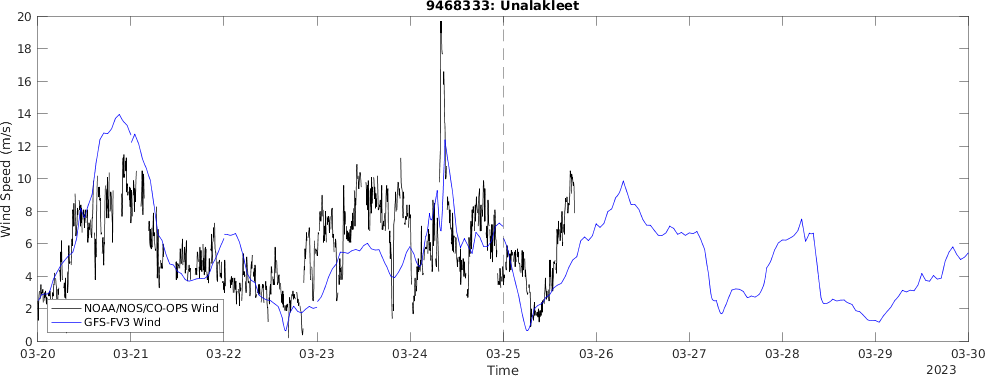 9468333: Unalakleet
Wind Speed (m/s)
20
18
16
14
12
10
8
6
4
2
0
NOAA/NOS/CO-OPS Wind
GFS-FV3 Wind
03-20 03-21 03-22 03-23 03-24 03-25 03-26 03-27 03-28 03-29 03-30
Time
2023